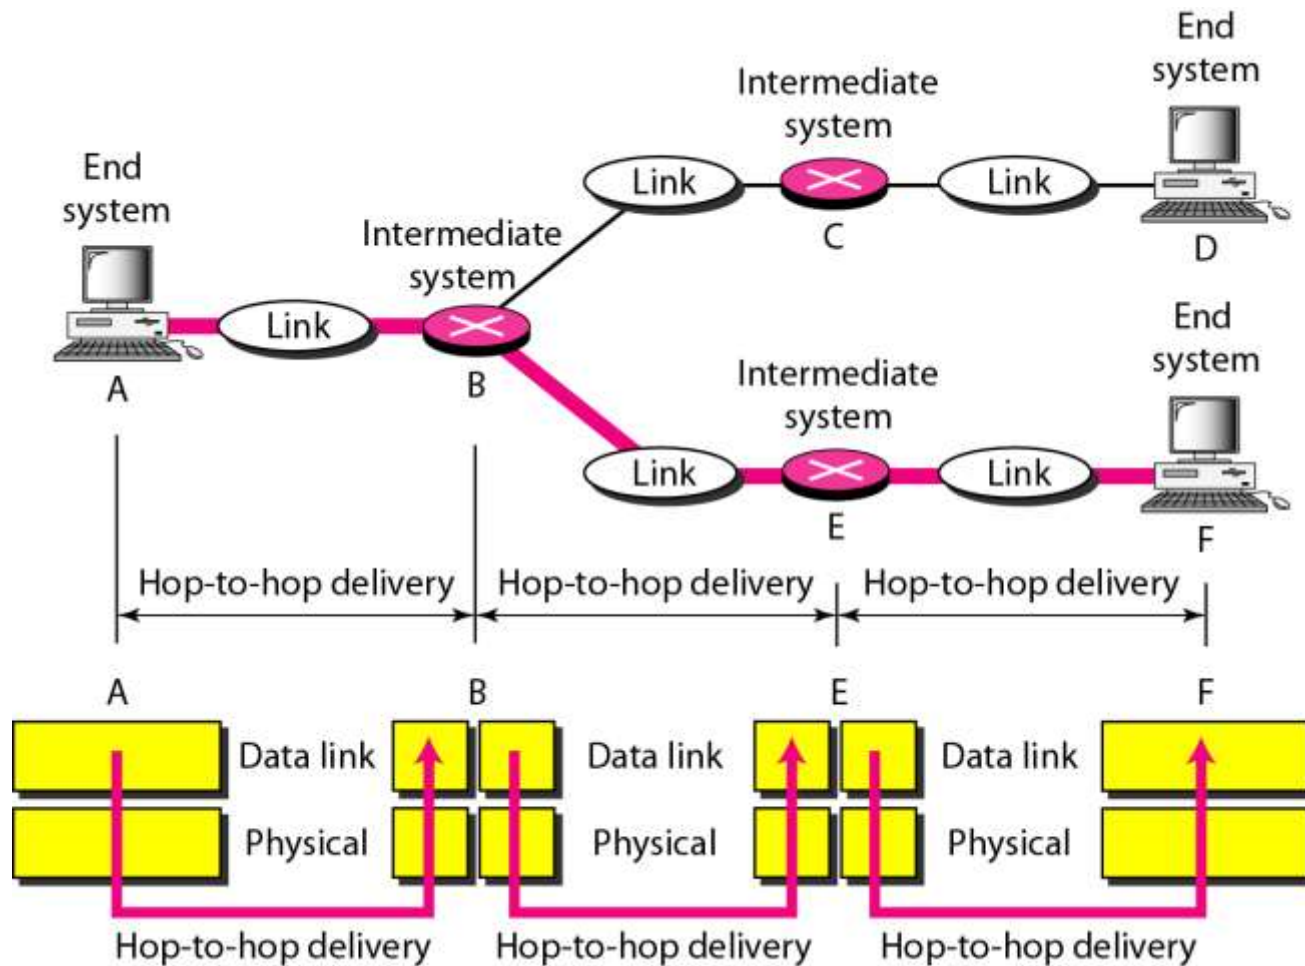 End
system
Intermediate
system
Link
C
Link
D
End
system
A
Link
Intermediate
system
B
End
system
Intermediate
system
Link
E
Link
F
Hop-to-hop delivery
Hop-to-hop delivery
Hop-to-hop delivery
A
B
E
F
Data link
Data link
Data link
Physical
Physical
Physical
Hop-to-hop delivery
Hop-to-hop delivery
Hop-to-hop delivery